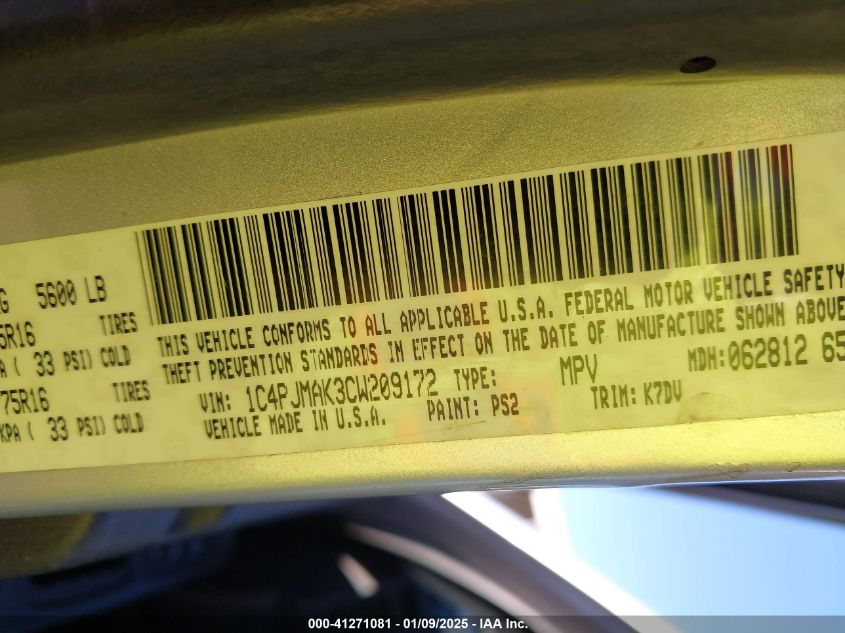 G 5600 LB
5R16 TIRES
KPA ( 33 PSI) COLD
75R16 TIRES
KPA ( 33 PSI) COLD
THIS VEHICLE CONFORMS TO ALL APPLICABLE U.S.A. FEDERAL MOTOR VEHICLE SAFETY
THEFT PREVENTION STANDARDS IN EFFECT ON THE DATE OF MANUFACTURE SHOWN ABOVE
VIN: 1C4PJMAK3CW209172 TYPE: MPV MDH:062812 65
VEHICLE MADE IN U.S.A. PAINT: PS2 TRIM: K7DV
000-41271081 - 01/09/2025 - IAA Inc.